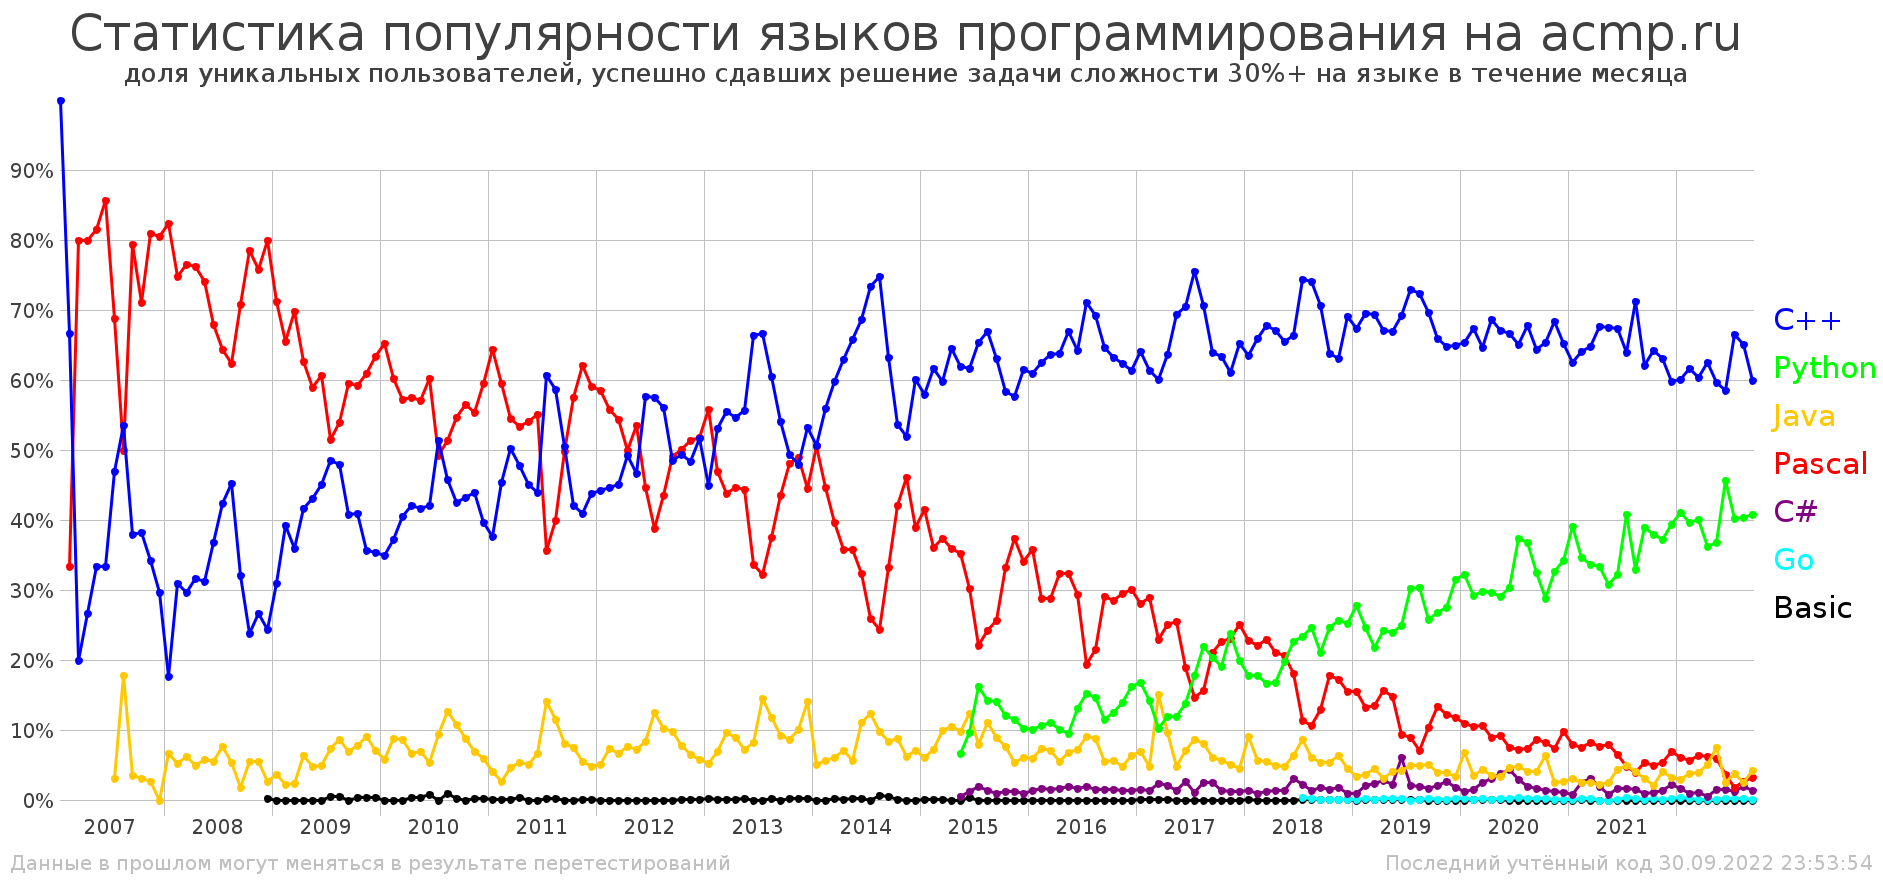 Статистика популярности языков программирования на acmp.ru
доля уникальных пользователей, успешно сдавших решение задачи сложности 30%+ на языке в течение месяца
90%
80%
70%
60%
50%
40%
30%
20%
10%
0%
C++
Python
Java
Pascal
C#
Go
Basic
2007 2008 2009 2010 2011 2012 2013 2014 2015 2016 2017 2018 2019 2020 2021
Данные в прошлом могут меняться в результате перетестирований
Последний учтённый код 30.09.2022 23:53:54